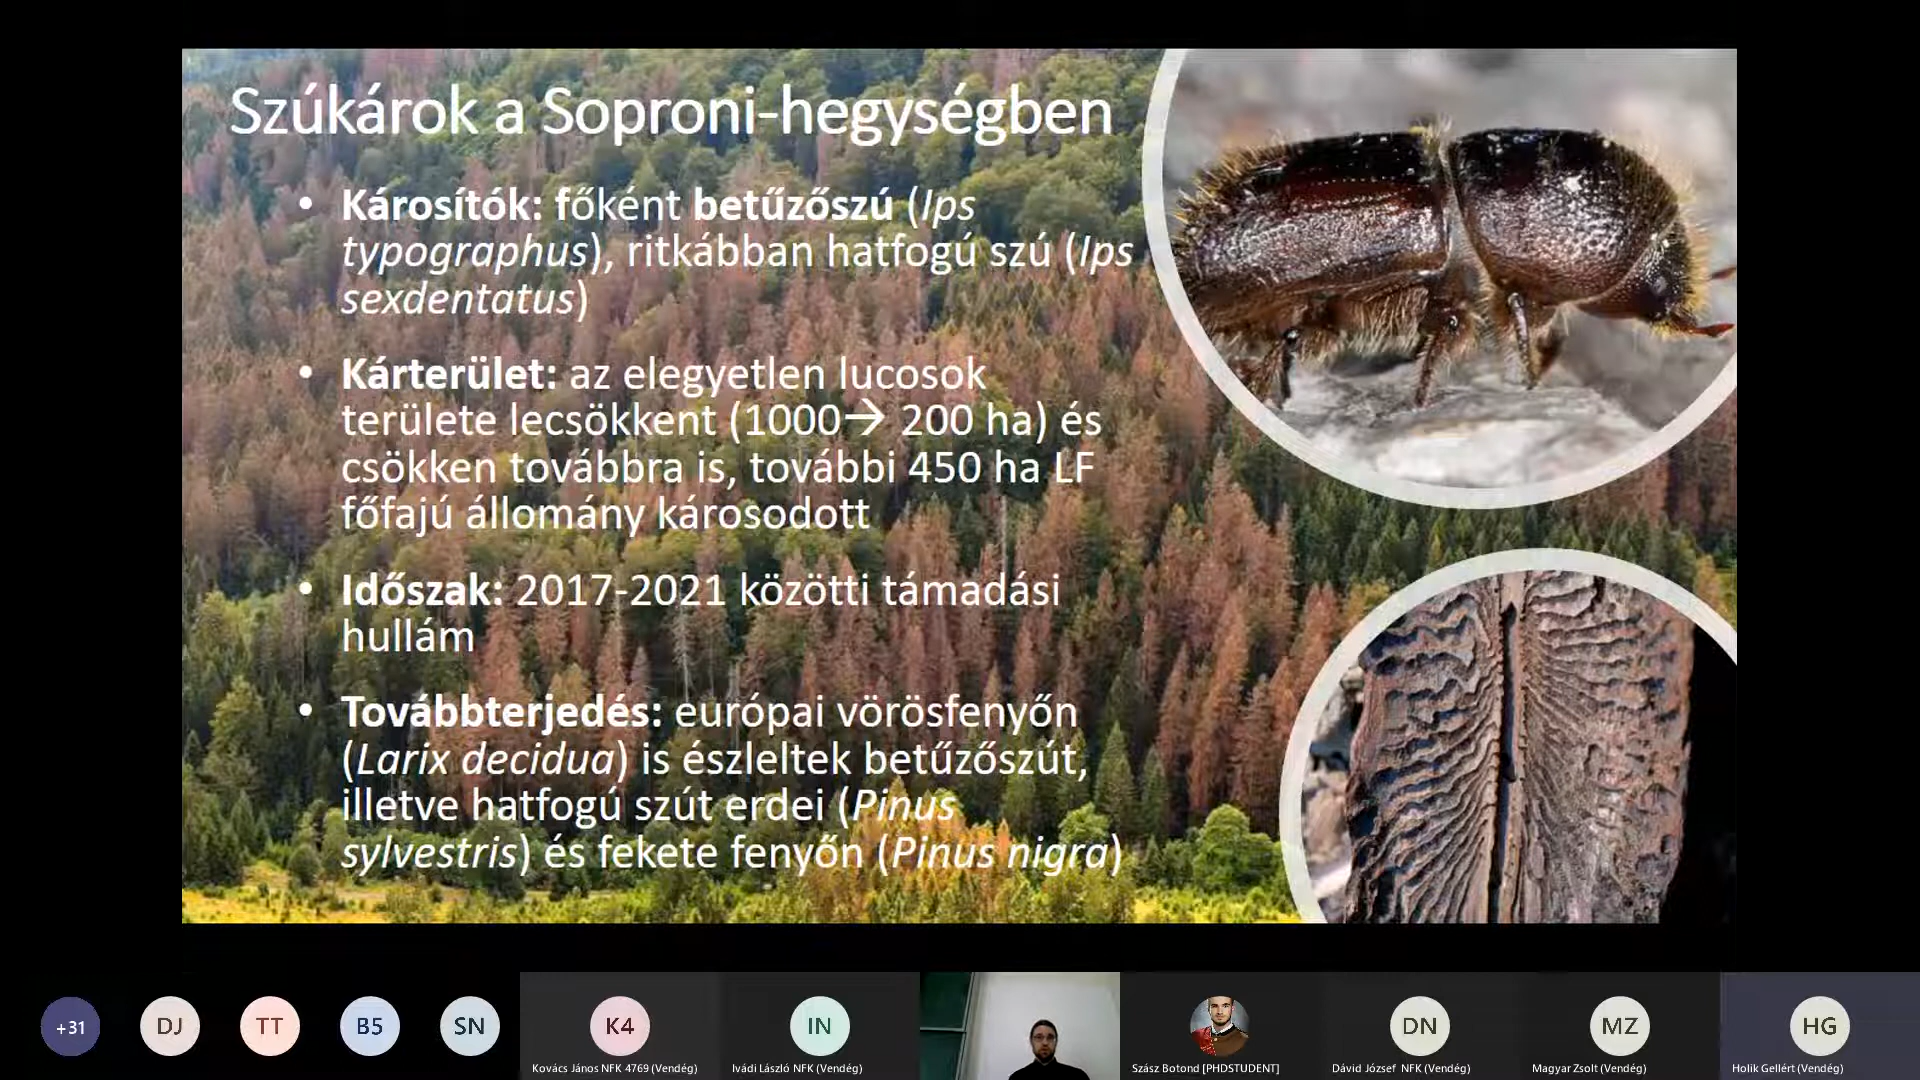 Szúkárok a Soproni-hegységben
• Károsítók: főként betűzőszú (Ips
typographus), ritkábban hatfogú szú (Ips
sexdentatus)
• Kárterület: az elegyetlen lucosok
területe lecsökkent (1000→ 200 ha) és
csökken továbbra is, további 450 ha LF
főfajú állomány károsodott
• Időszak: 2017-2021 közötti támadási
hullám
• Továbbterjedés: európai vörösfenyőn
(Larix decidua) is észleltek betűzőszút,
illetve hatfogú szút erdei (Pinus
sylvestris) és fekete fenyőn (Pinus nigra)
+31 DJ TT B5 SN K4 IN DN MZ HG
Kovács János NFK 4769 (Vendég) Ivádi László NFK (Vendég) Szász Botond [PHDSTUDENT] Dávid József NFK (Vendég) Magyar Zsolt (Vendég) Holik Gellért (Vendég)